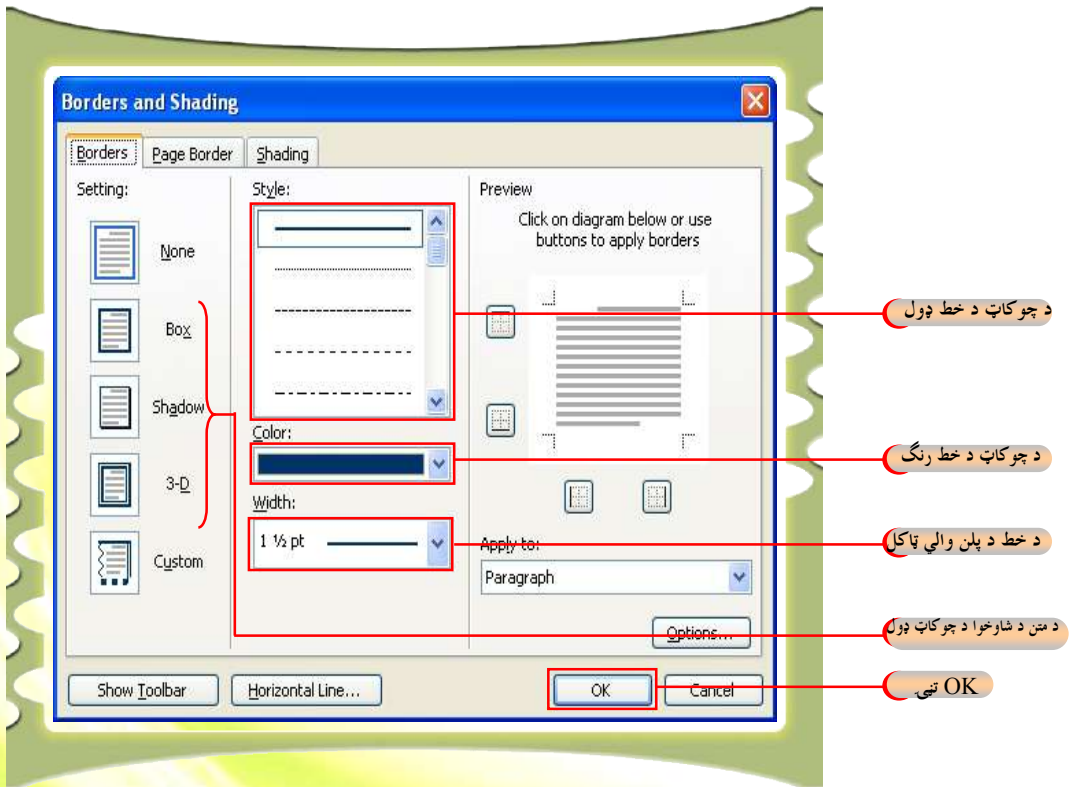 Borders and Shading
Borders
Page Border
Shading
Setting:
None
Box
Shadow
3-D
Custom
Style:
Color:
Width:
1 ½ pt
Preview
Click on diagram below or use
buttons to apply borders
Apply to:
Paragraph
Options...
Show Toolbar
Horizontal Line...
OK
Cancel
د چوکاټ د خط ډول
د چوکاټ د خط رنگ
د خط د پلن والي ټاکل
د متن د شاوخوا د چوکاټ ډول
OK تڼۍ